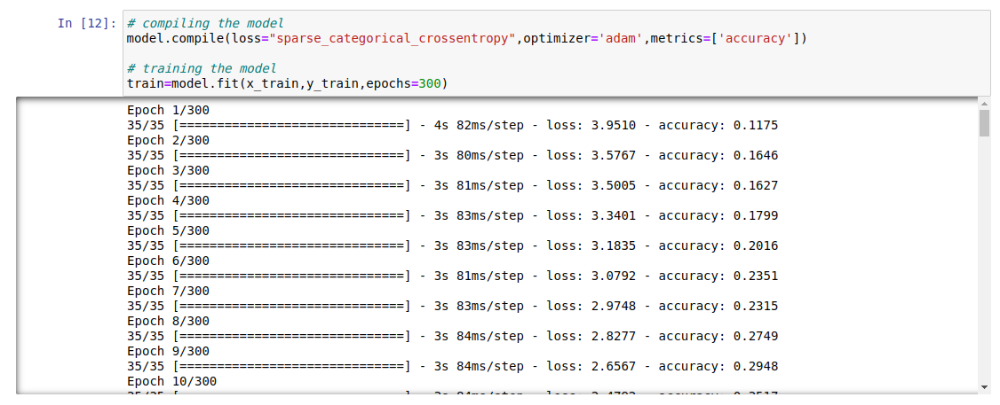 In [12]: # compiling the model
model.compile(loss="sparse_categorical_crossentropy",optimizer='adam',metrics=['accuracy'])
# training the model
train=model.fit(x_train,y_train,epochs=300)
Epoch 1/300
35/35 [==============================] - 4s 82ms/step - loss: 3.9510 - accuracy: 0.1175
Epoch 2/300
35/35 [==============================] - 3s 80ms/step - loss: 3.5767 - accuracy: 0.1646
Epoch 3/300
35/35 [==============================] - 3s 81ms/step - loss: 3.5005 - accuracy: 0.1627
Epoch 4/300
35/35 [==============================] - 3s 83ms/step - loss: 3.3401 - accuracy: 0.1799
Epoch 5/300
35/35 [==============================] - 3s 83ms/step - loss: 3.1835 - accuracy: 0.2016
Epoch 6/300
35/35 [==============================] - 3s 81ms/step - loss: 3.0792 - accuracy: 0.2351
Epoch 7/300
35/35 [==============================] - 3s 83ms/step - loss: 2.9748 - accuracy: 0.2315
Epoch 8/300
35/35 [==============================] - 3s 84ms/step - loss: 2.8277 - accuracy: 0.2749
Epoch 9/300
35/35 [==============================] - 3s 84ms/step - loss: 2.6567 - accuracy: 0.2948
Epoch 10/300